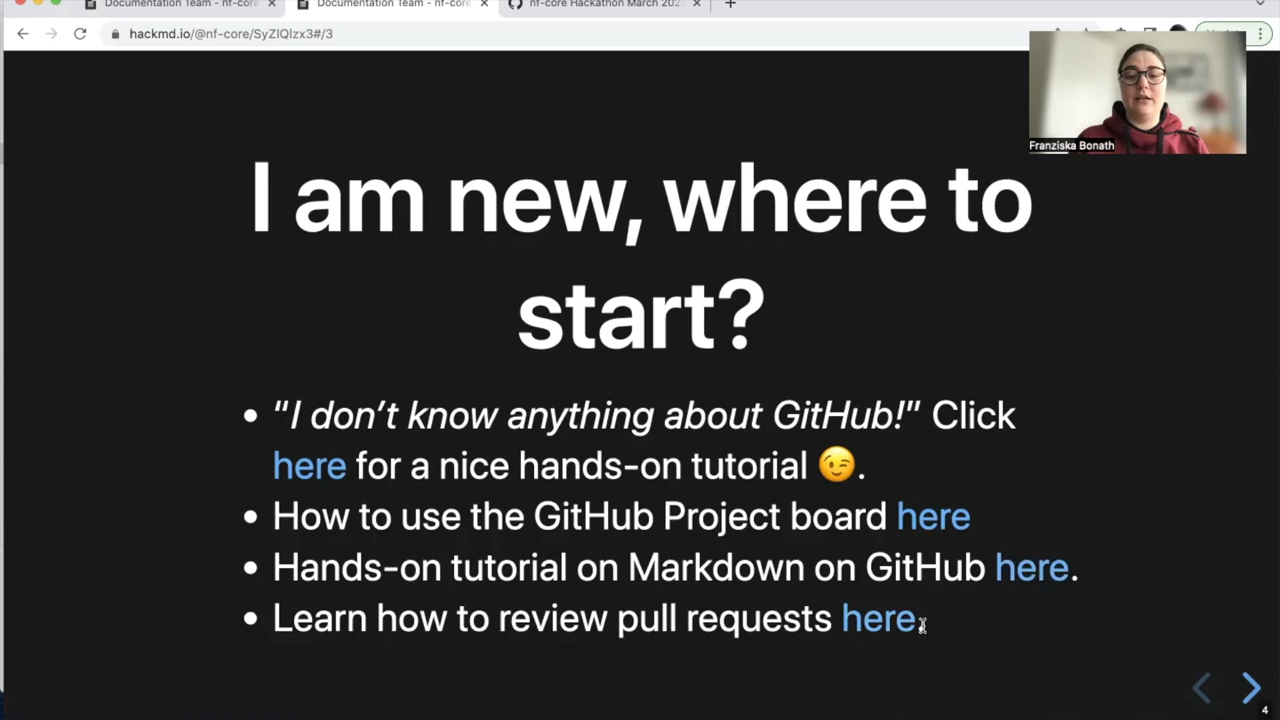 Documentation Team - nf-core
Documentation Team - nf-core
nf-core Hackathon March 202
hackmd.io/@nf-core/SyZlQIzx3#/3
Franziska Bonath
I am new, where to
start?
• "I don't know anything about GitHub!" Click
here for a nice hands-on tutorial 😉.
• How to use the GitHub Project board here
• Hands-on tutorial on Markdown on GitHub here.
• Learn how to review pull requests here.
4